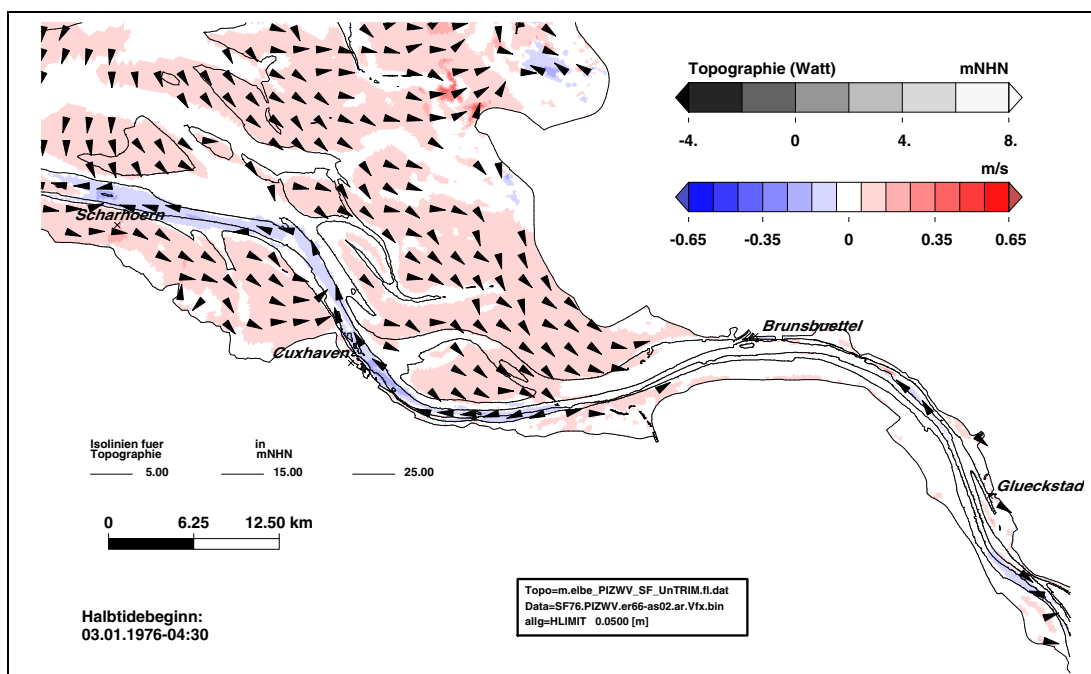 Topographie (Watt) mNHN
-4. 0 4. 8.
m/s
-0.65 -0.35 0 0.35 0.65
Scharhoern
Brunsbuettel
Cuxhaven
Glueckstad
Isolinien fuer in
Topographie mNHN
5.00 15.00 25.00
0 6.25 12.50 km
Topo=m.elbe_PIZWV_SF_UnTRIM.fl.dat
Data=SF76.PIZWV.er66-as02.ar.Vfx.bin
allg=HLIMIT 0.0500 [m]
Halbtidebeginn:
03.01.1976-04:30